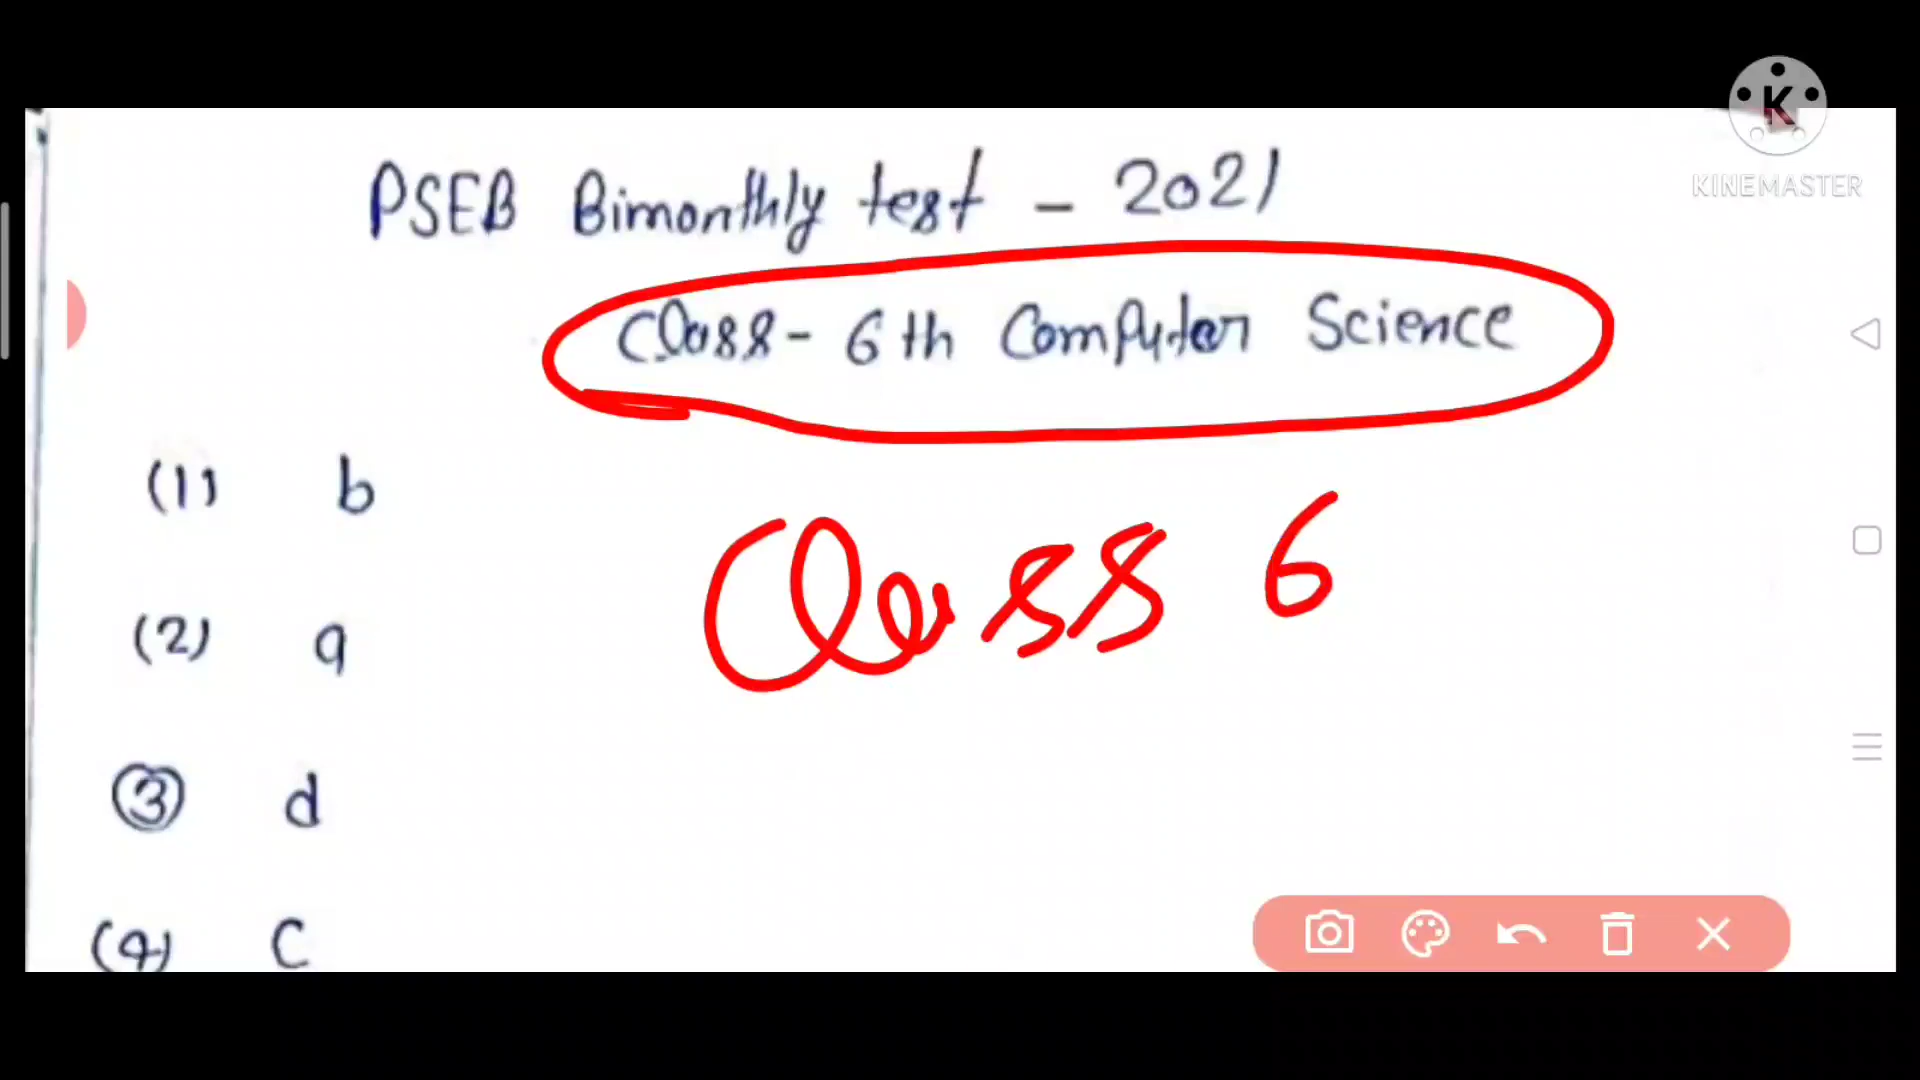 KINEMASTER
PSEB Bimonthly test - 2021
Class - 6th Computer Science
(1) b
Class 6
(2) a
(3) d
(4) C